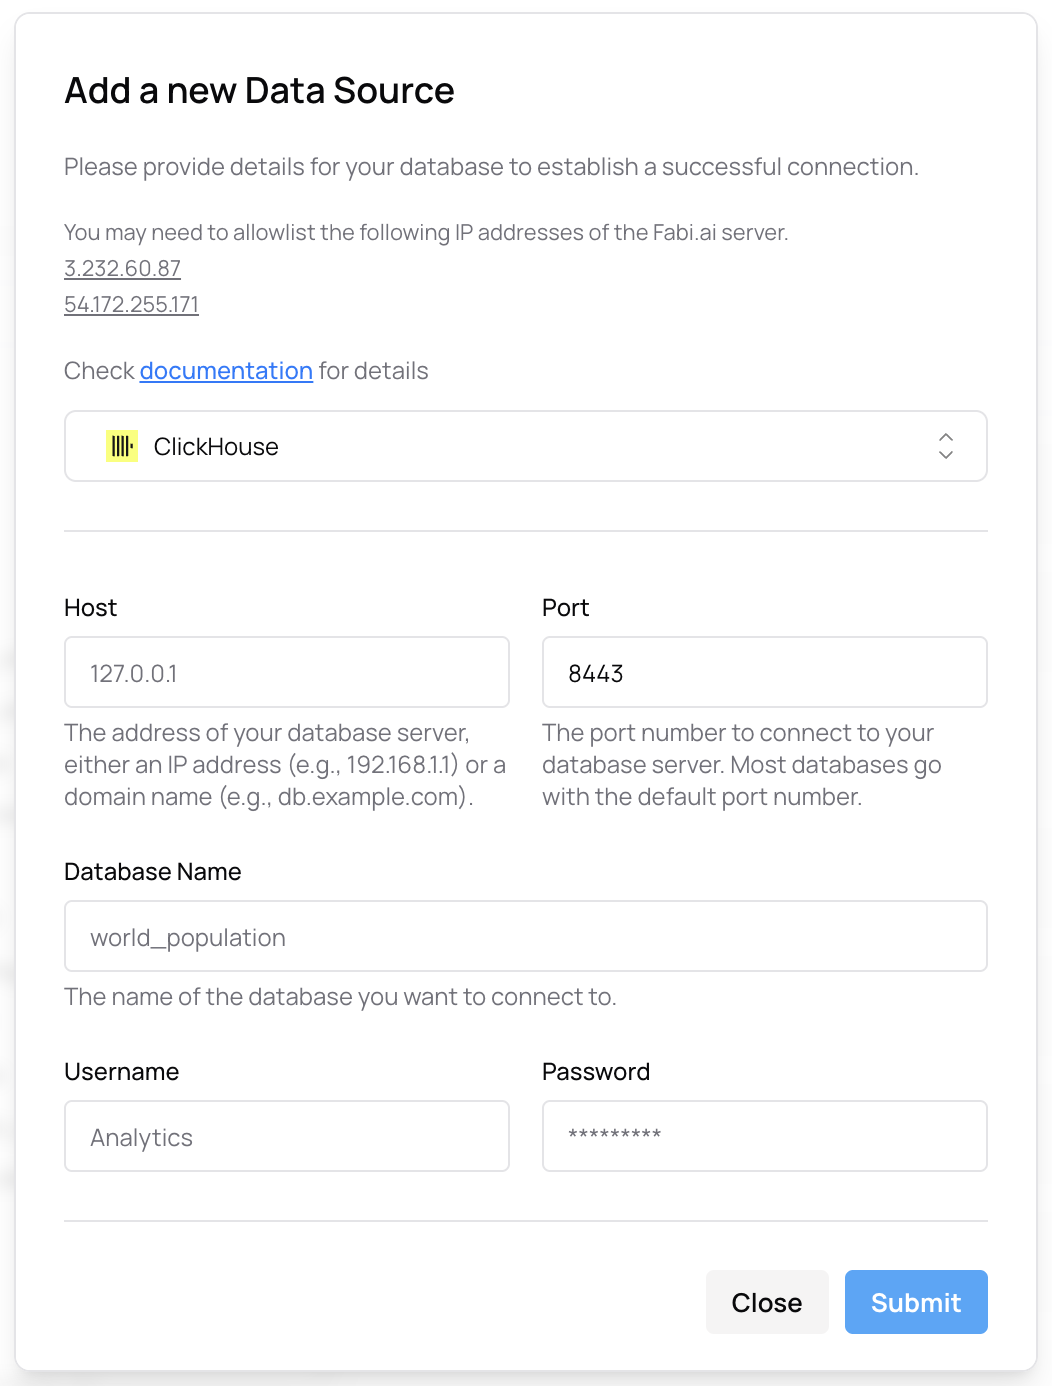 Add a new Data Source
Please provide details for your database to establish a successful connection.
You may need to allowlist the following IP addresses of the Fabi.ai server.
3.232.60.87
54.172.255.171
Check documentation for details
ClickHouse
Host
Port
127.0.0.1
8443
The address of your database server,
either an IP address (e.g., 192.168.1.1) or a
domain name (e.g., db.example.com).
The port number to connect to your
database server. Most databases go
with the default port number.
Database Name
world_population
The name of the database you want to connect to.
Username
Password
Analytics
*********
Close
Submit